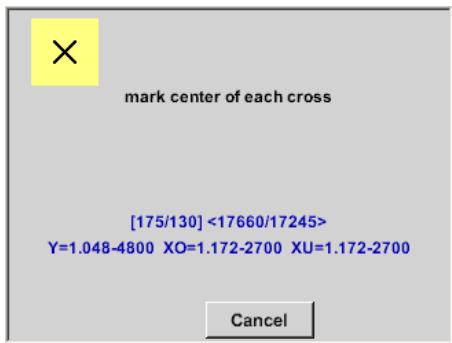 mark center of each cross
[175/130] <17660/17245>
Y=1.048-4800 XO=1.172-2700 XU=1.172-2700
Cancel